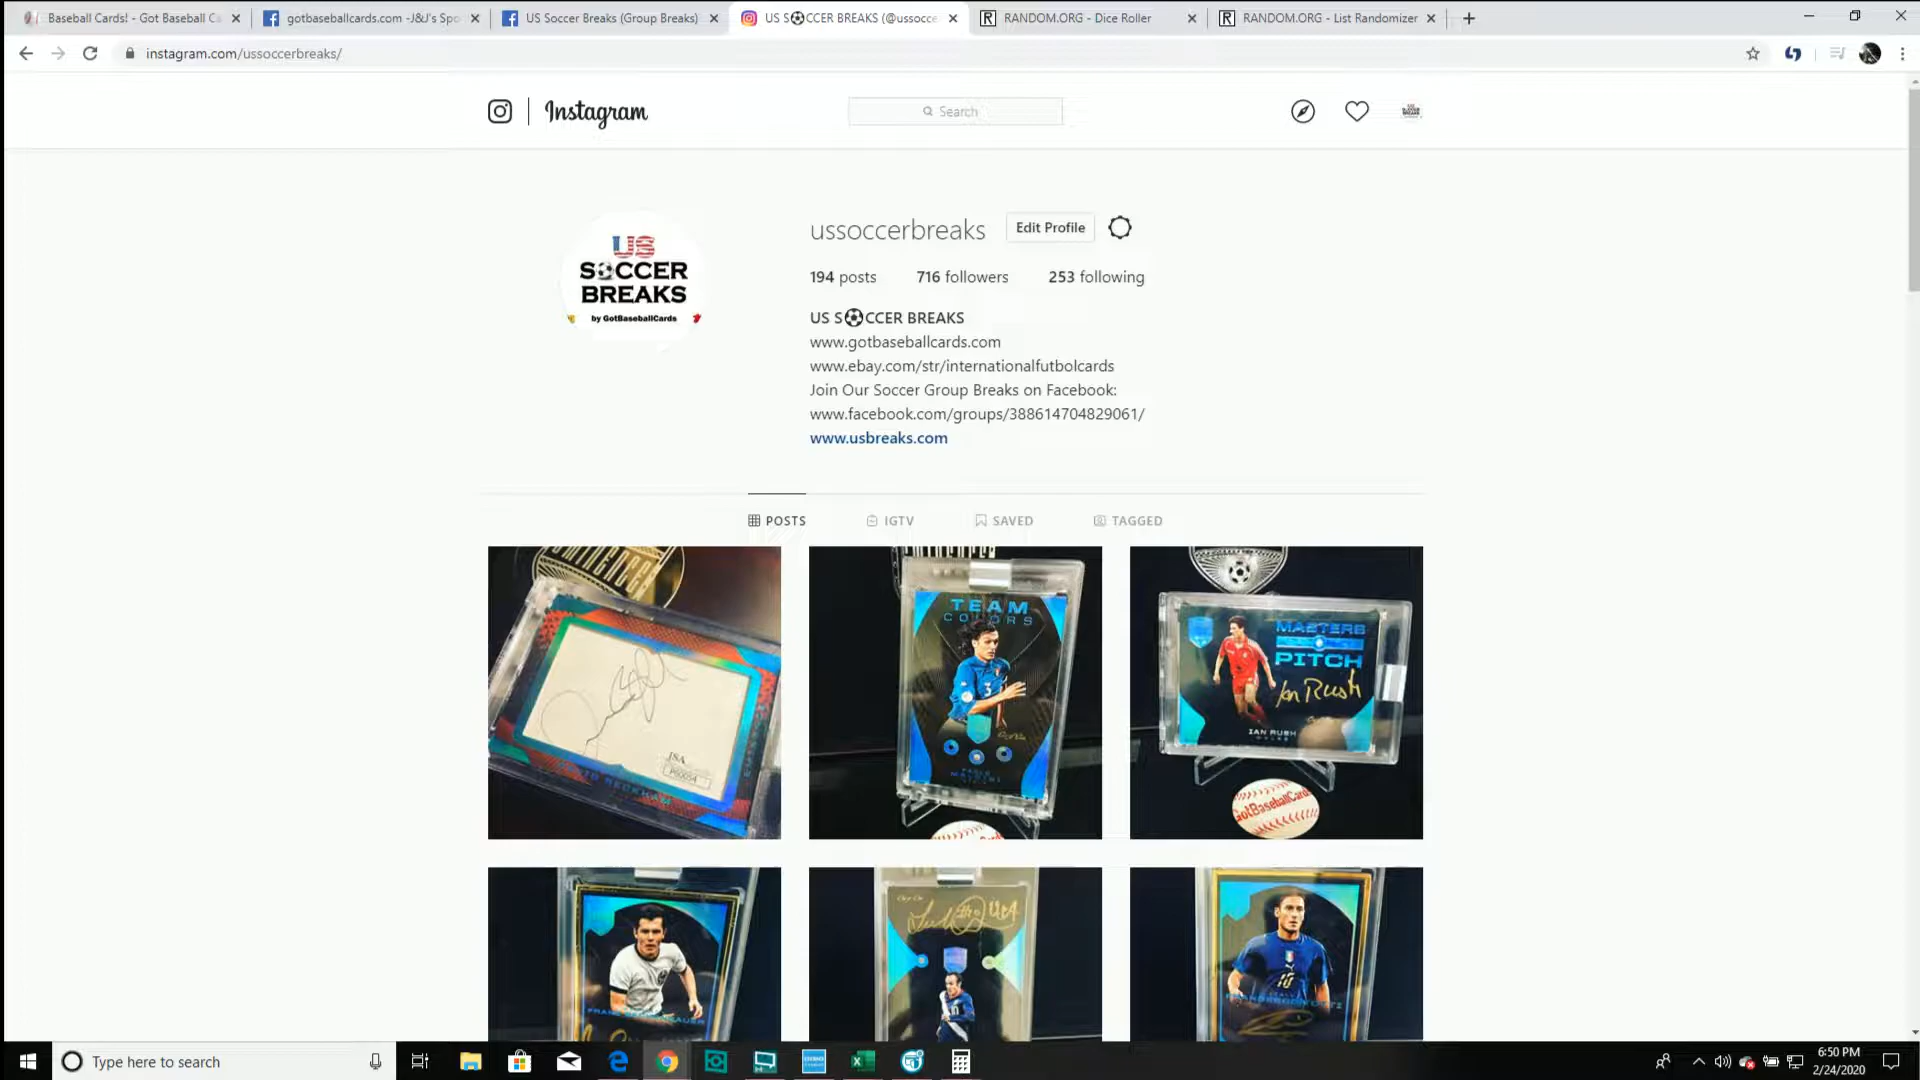 Baseball Cards! - Got Baseball Ca
gotbaseballcards.com -J&U's Spo
US Soccer Breaks (Group Breaks)
US S⚽CCER BREAKS (@ussocce
RANDOM.ORG - Dice Roller
RANDOM.ORG - List Randomizer
instagram.com/ussoccerbreaks/
Instagram
Search
US
SOCCER
BREAKS
by GotBaseballCards
ussoccerbreaks
Edit Profile
194 posts
716 followers
253 following
US S⚽CCER BREAKS
www.gotbaseballcards.com
www.ebay.com/str/internationalfutbolcards
Join Our Soccer Group Breaks on Facebook:
www.facebook.com/groups/388614704829061/
www.usbreaks.com
POSTS
IGTV
SAVED
TAGGED
JSA
TEAM
COLORS
MASTERS
PITCH
Ian Rush
IAN RUSH
WALES
GotBaseballCards
Type here to search
6:50 PM
2/24/2020